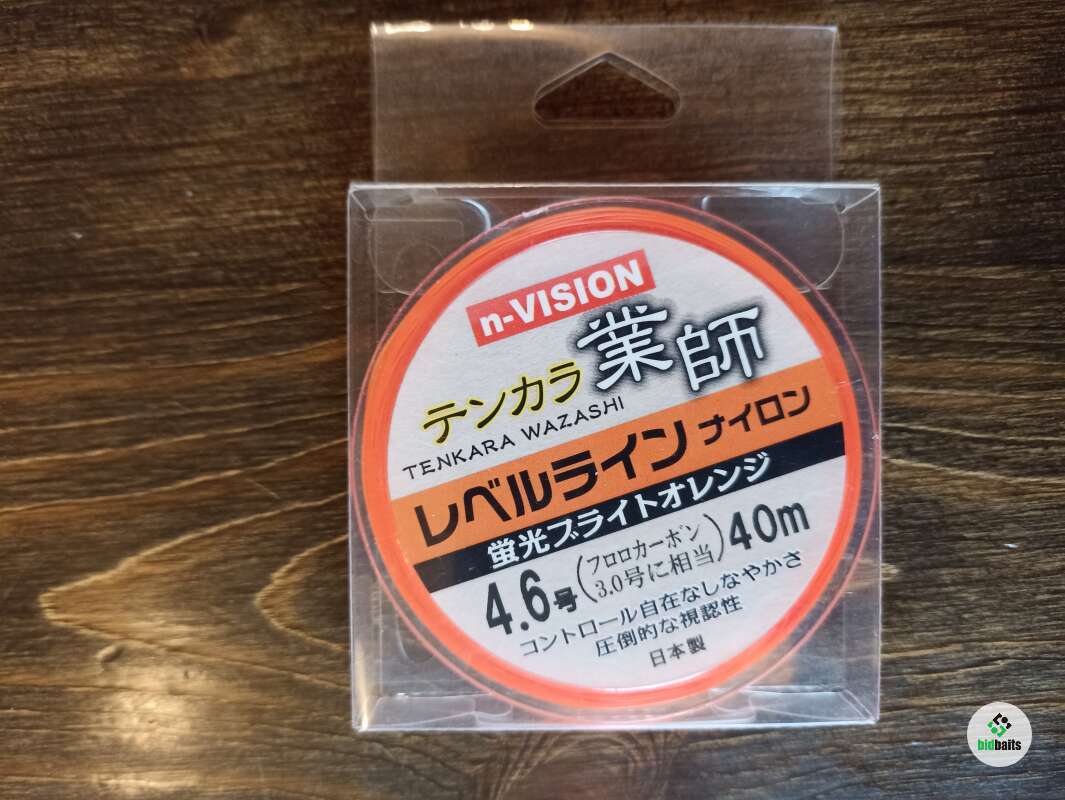 n-VISION
テンカラ 業師
TENKARA WAZASHI
レベルライン ナイロン
蛍光ブライトオレンジ
4.6号(フロロカーボン 3.0号に相当)40m
コントロール自在なしなやかさ
圧倒的な視認性
日本製
bidbaits